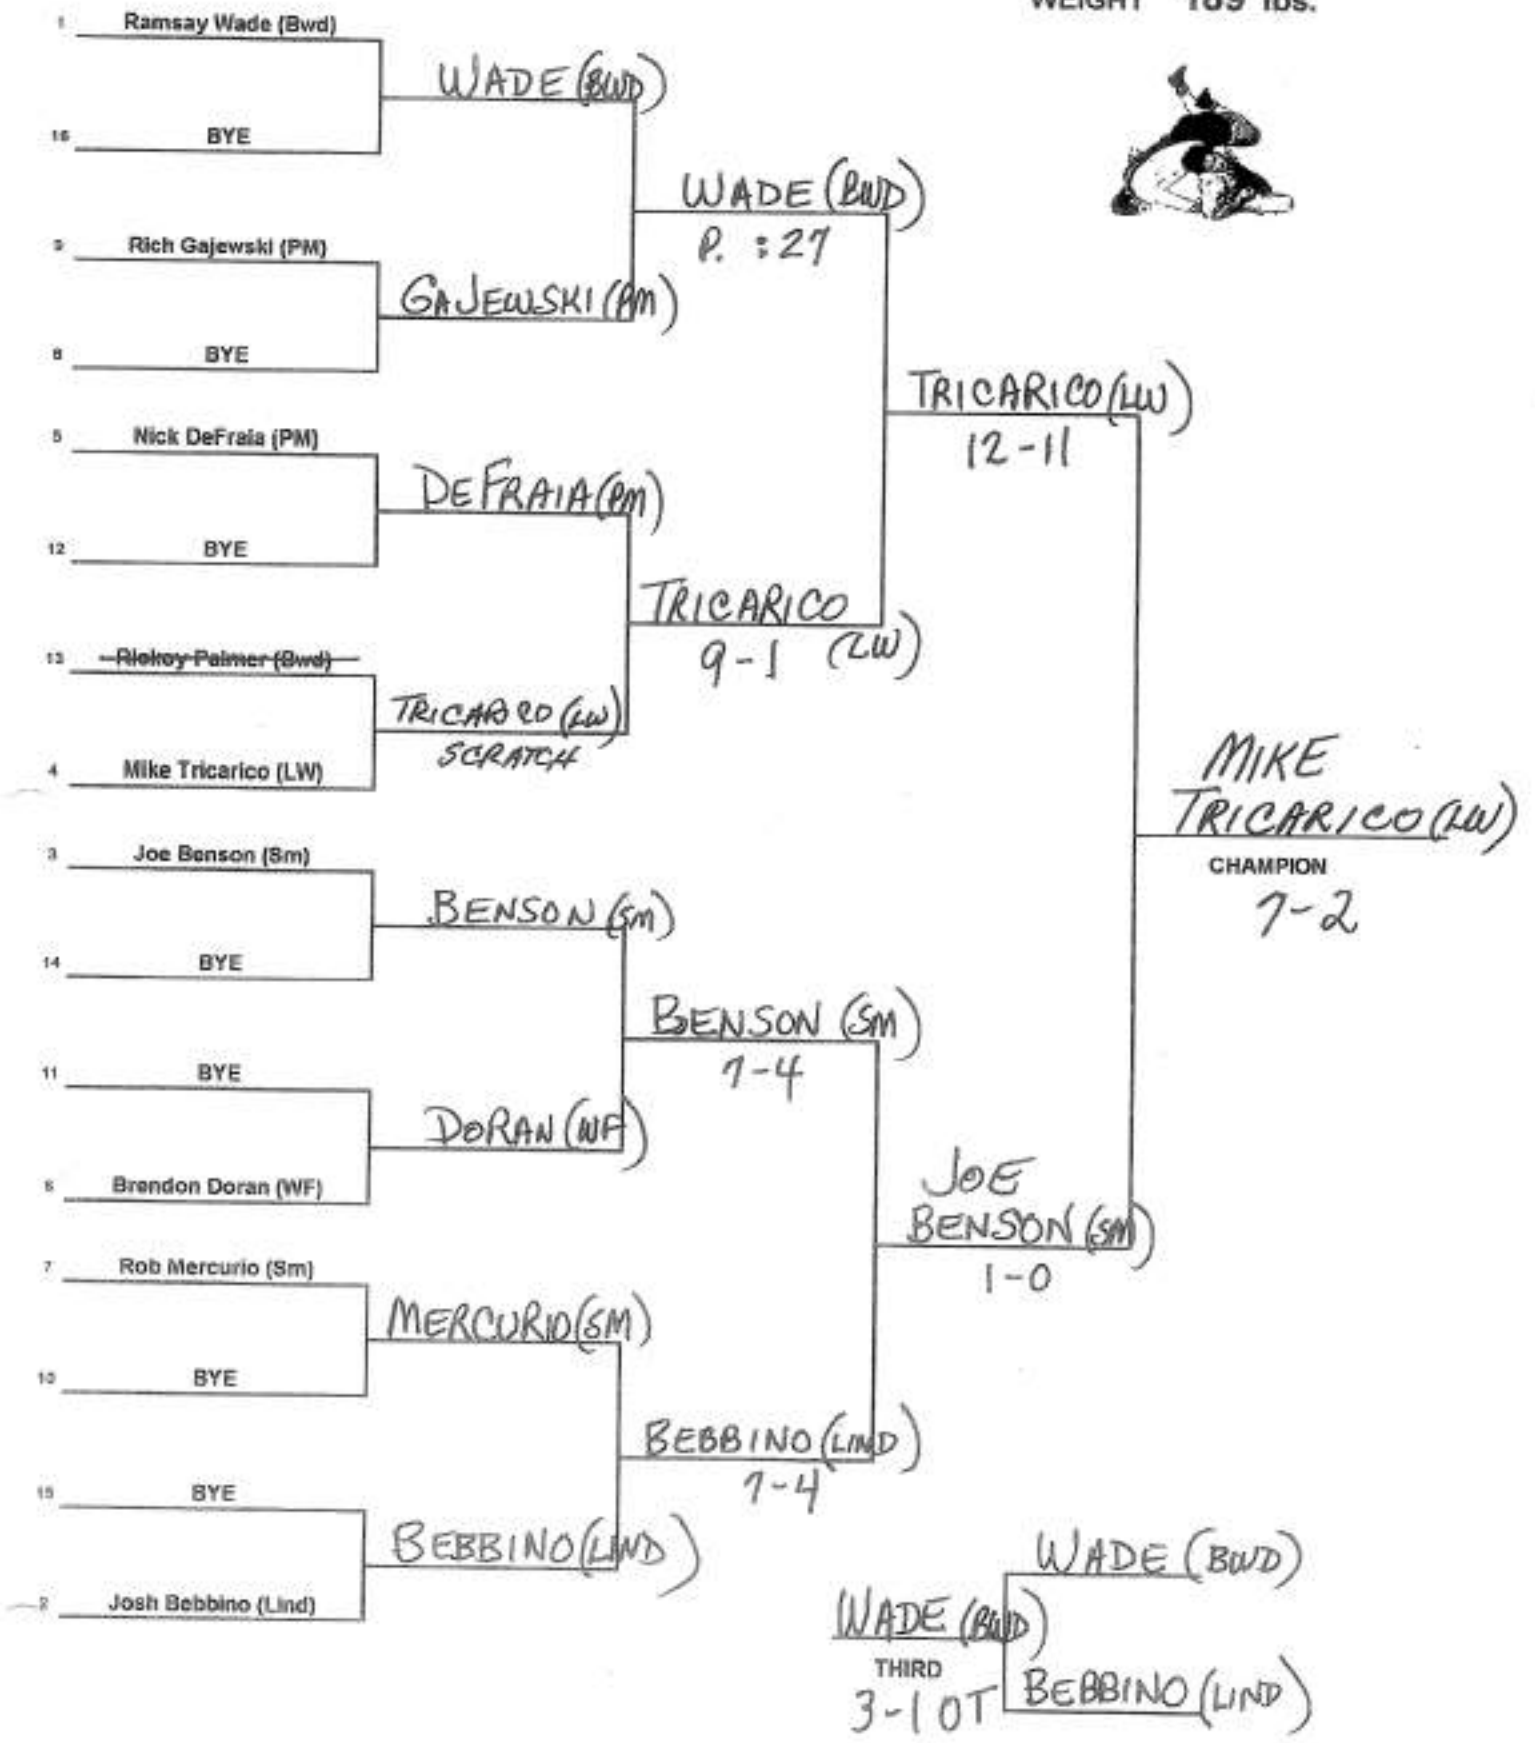 WEIGHT 189 lbs.
1 Ramsay Wade (Bwd)
WADE (BWD)
16 BYE
WADE (BWD)
P. :27
9 Rich Gajewski (PM)
GAJEWSKI (PM)
8 BYE
TRICARICO (LW)
12-11
5 Nick DeFraia (PM)
DEFRAIA (PM)
12 BYE
TRICARICO
9-1 (LW)
13 Rickey Palmer (Bwd)
TRICARICO (LW)
SCRATCH
4 Mike Tricarico (LW)
MIKE
TRICARICO (LW)
CHAMPION
7-2
3 Joe Benson (Sm)
BENSON (SM)
14 BYE
BENSON (SM)
7-4
11 BYE
DORAN (WF)
6 Brendon Doran (WF)
JOE
BENSON (SM)
1-0
7 Rob Mercurio (Sm)
MERCURIO (SM)
10 BYE
BEBBINO (LIND)
7-4
15 BYE
BEBBINO (LIND)
2 Josh Bebbino (Lind)
WADE (BWD)
WADE (BWD)
THIRD
3-1 OT
BEBBINO (LIND)